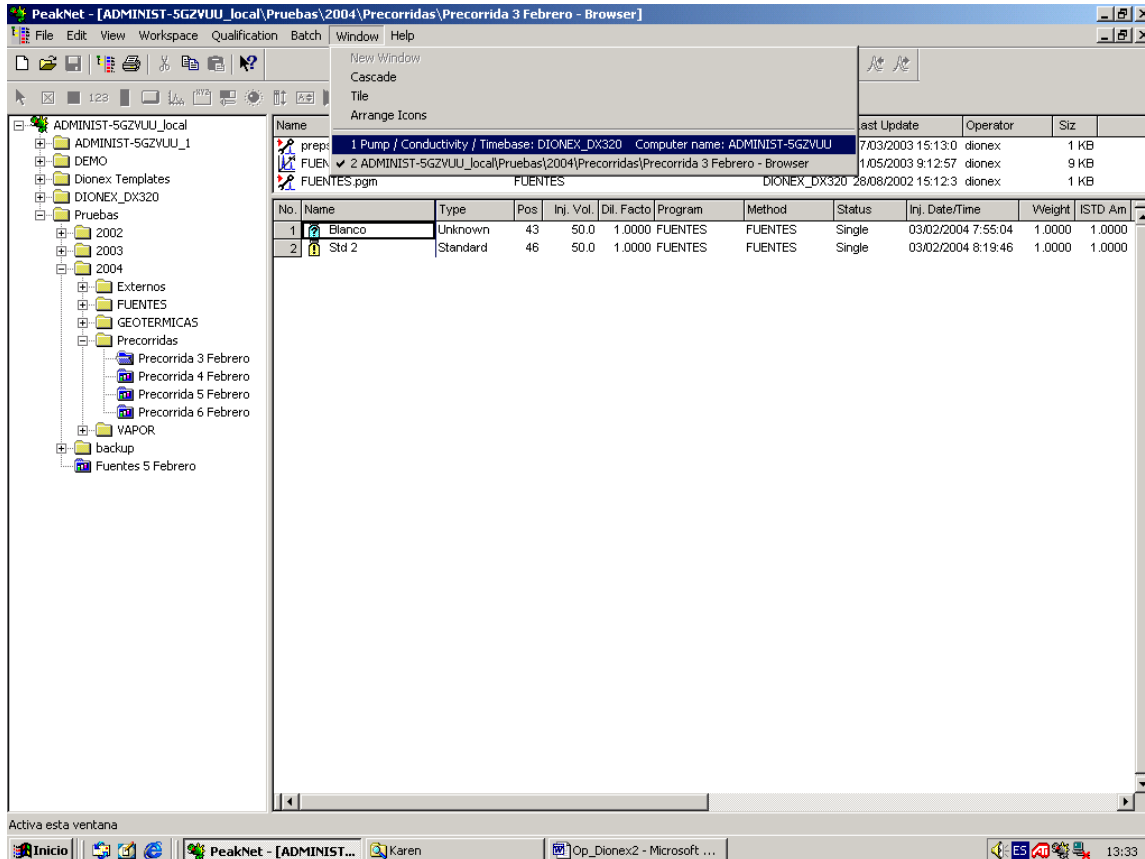 PeakNet - [ADMINIST-5GZVUU_local\Pruebas\2004\Precorridas\Precorrida 3 Febrero - Browser]
File Edit View Workspace Qualification Batch Window Help
New Window
Cascade
Tile
Arrange Icons
1 Pump / Conductivity / Timebase: DIONEX_DX320 Computer name: ADMINIST-5GZVUU
✔ 2 ADMINIST-5GZVUU_local\Pruebas\2004\Precorridas\Precorrida 3 Febrero - Browser
123
ADMINIST-5GZVUU_local
ADMINIST-5GZVUU_1
DEMO
Dionex Templates
DIONEX_DX320
Pruebas
2002
2003
2004
Externos
FUENTES
GEOTERMICAS
Precorridas
Precorrida 3 Febrero
Precorrida 4 Febrero
Precorrida 5 Febrero
Precorrida 6 Febrero
VAPOR
backup
Fuentes 5 Febrero
Name Last Update Operator Siz
preps 7/03/2003 15:13:0 dionex 1 KB
FUEN 1/05/2003 9:12:57 dionex 9 KB
FUENTES.pgm FUENTES DIONEX_DX320 28/08/2002 15:12:3 dionex 1 KB
No. Name Type Pos Inj. Vol. Dil. Facto Program Method Status Inj. Date/Time Weight ISTD Am
1 Blanco Unknown 43 50.0 1.0000 FUENTES FUENTES Single 03/02/2004 7:55:04 1.0000 1.0000
2 Std 2 Standard 46 50.0 1.0000 FUENTES FUENTES Single 03/02/2004 8:19:46 1.0000 1.0000
Activa esta ventana
Inicio PeakNet - [ADMINIST... Karen Op_Dionex2 - Microsoft ... ES 13:33